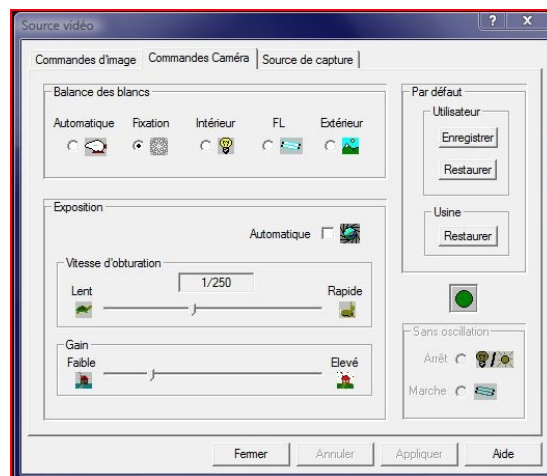 Source vidéo
Commandes d'image
Commandes Caméra
Source de capture
Balance des blancs
Automatique
Fixation
Intérieur
FL
Extérieur
Exposition
Automatique
Vitesse d'obturation
1/250
Lent
Rapide
Gain
Faible
Elevé
Par défaut
Utilisateur
Enregistrer
Restaurer
Usine
Restaurer
Sans oscillation
Arrêt
Marche
Fermer
Annuler
Appliquer
Aide